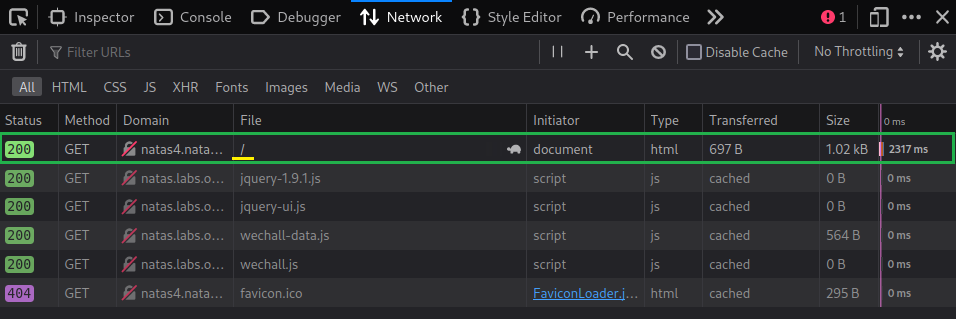 Inspector Console Debugger Network Style Editor Performance 1
Filter URLs Disable Cache No Throttling
All HTML CSS JS XHR Fonts Images Media WS Other
Status Method Domain File Initiator Type Transferred Size 0 ms
200 GET natas4.nata... / document html 697 B 1.02 kB 2317 ms
200 GET natas.labs.o... jquery-1.9.1.js script js cached 0 B 0 ms
200 GET natas.labs.o... jquery-ui.js script js cached 0 B 0 ms
200 GET natas.labs.o... wechall-data.js script js cached 564 B 0 ms
200 GET natas.labs.o... wechall.js script js cached 0 B 0 ms
404 GET natas4.nata... favicon.ico FaviconLoader.j... html cached 295 B 0 ms